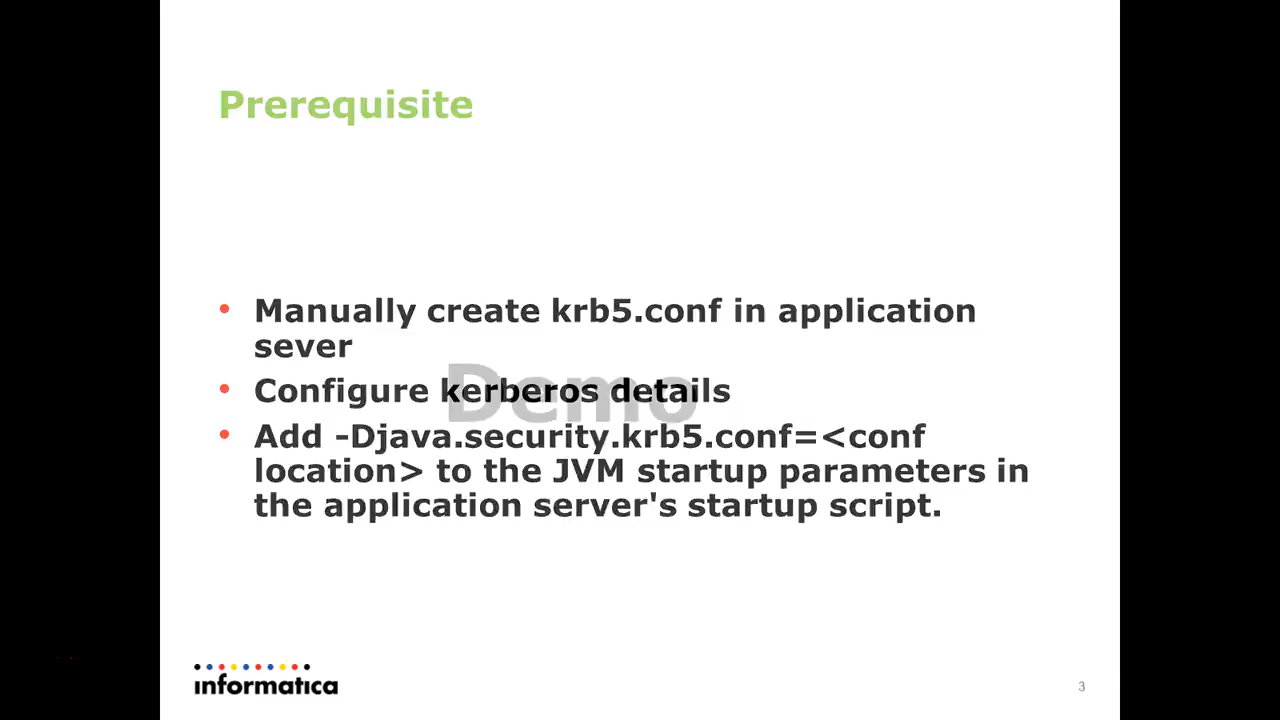 Prerequisite
• Manually create krb5.conf in application
sever
• Configure kerberos details
Demo
• Add -Djava.security.krb5.conf=<conf
location> to the JVM startup parameters in
the application server's startup script.
informatica
3